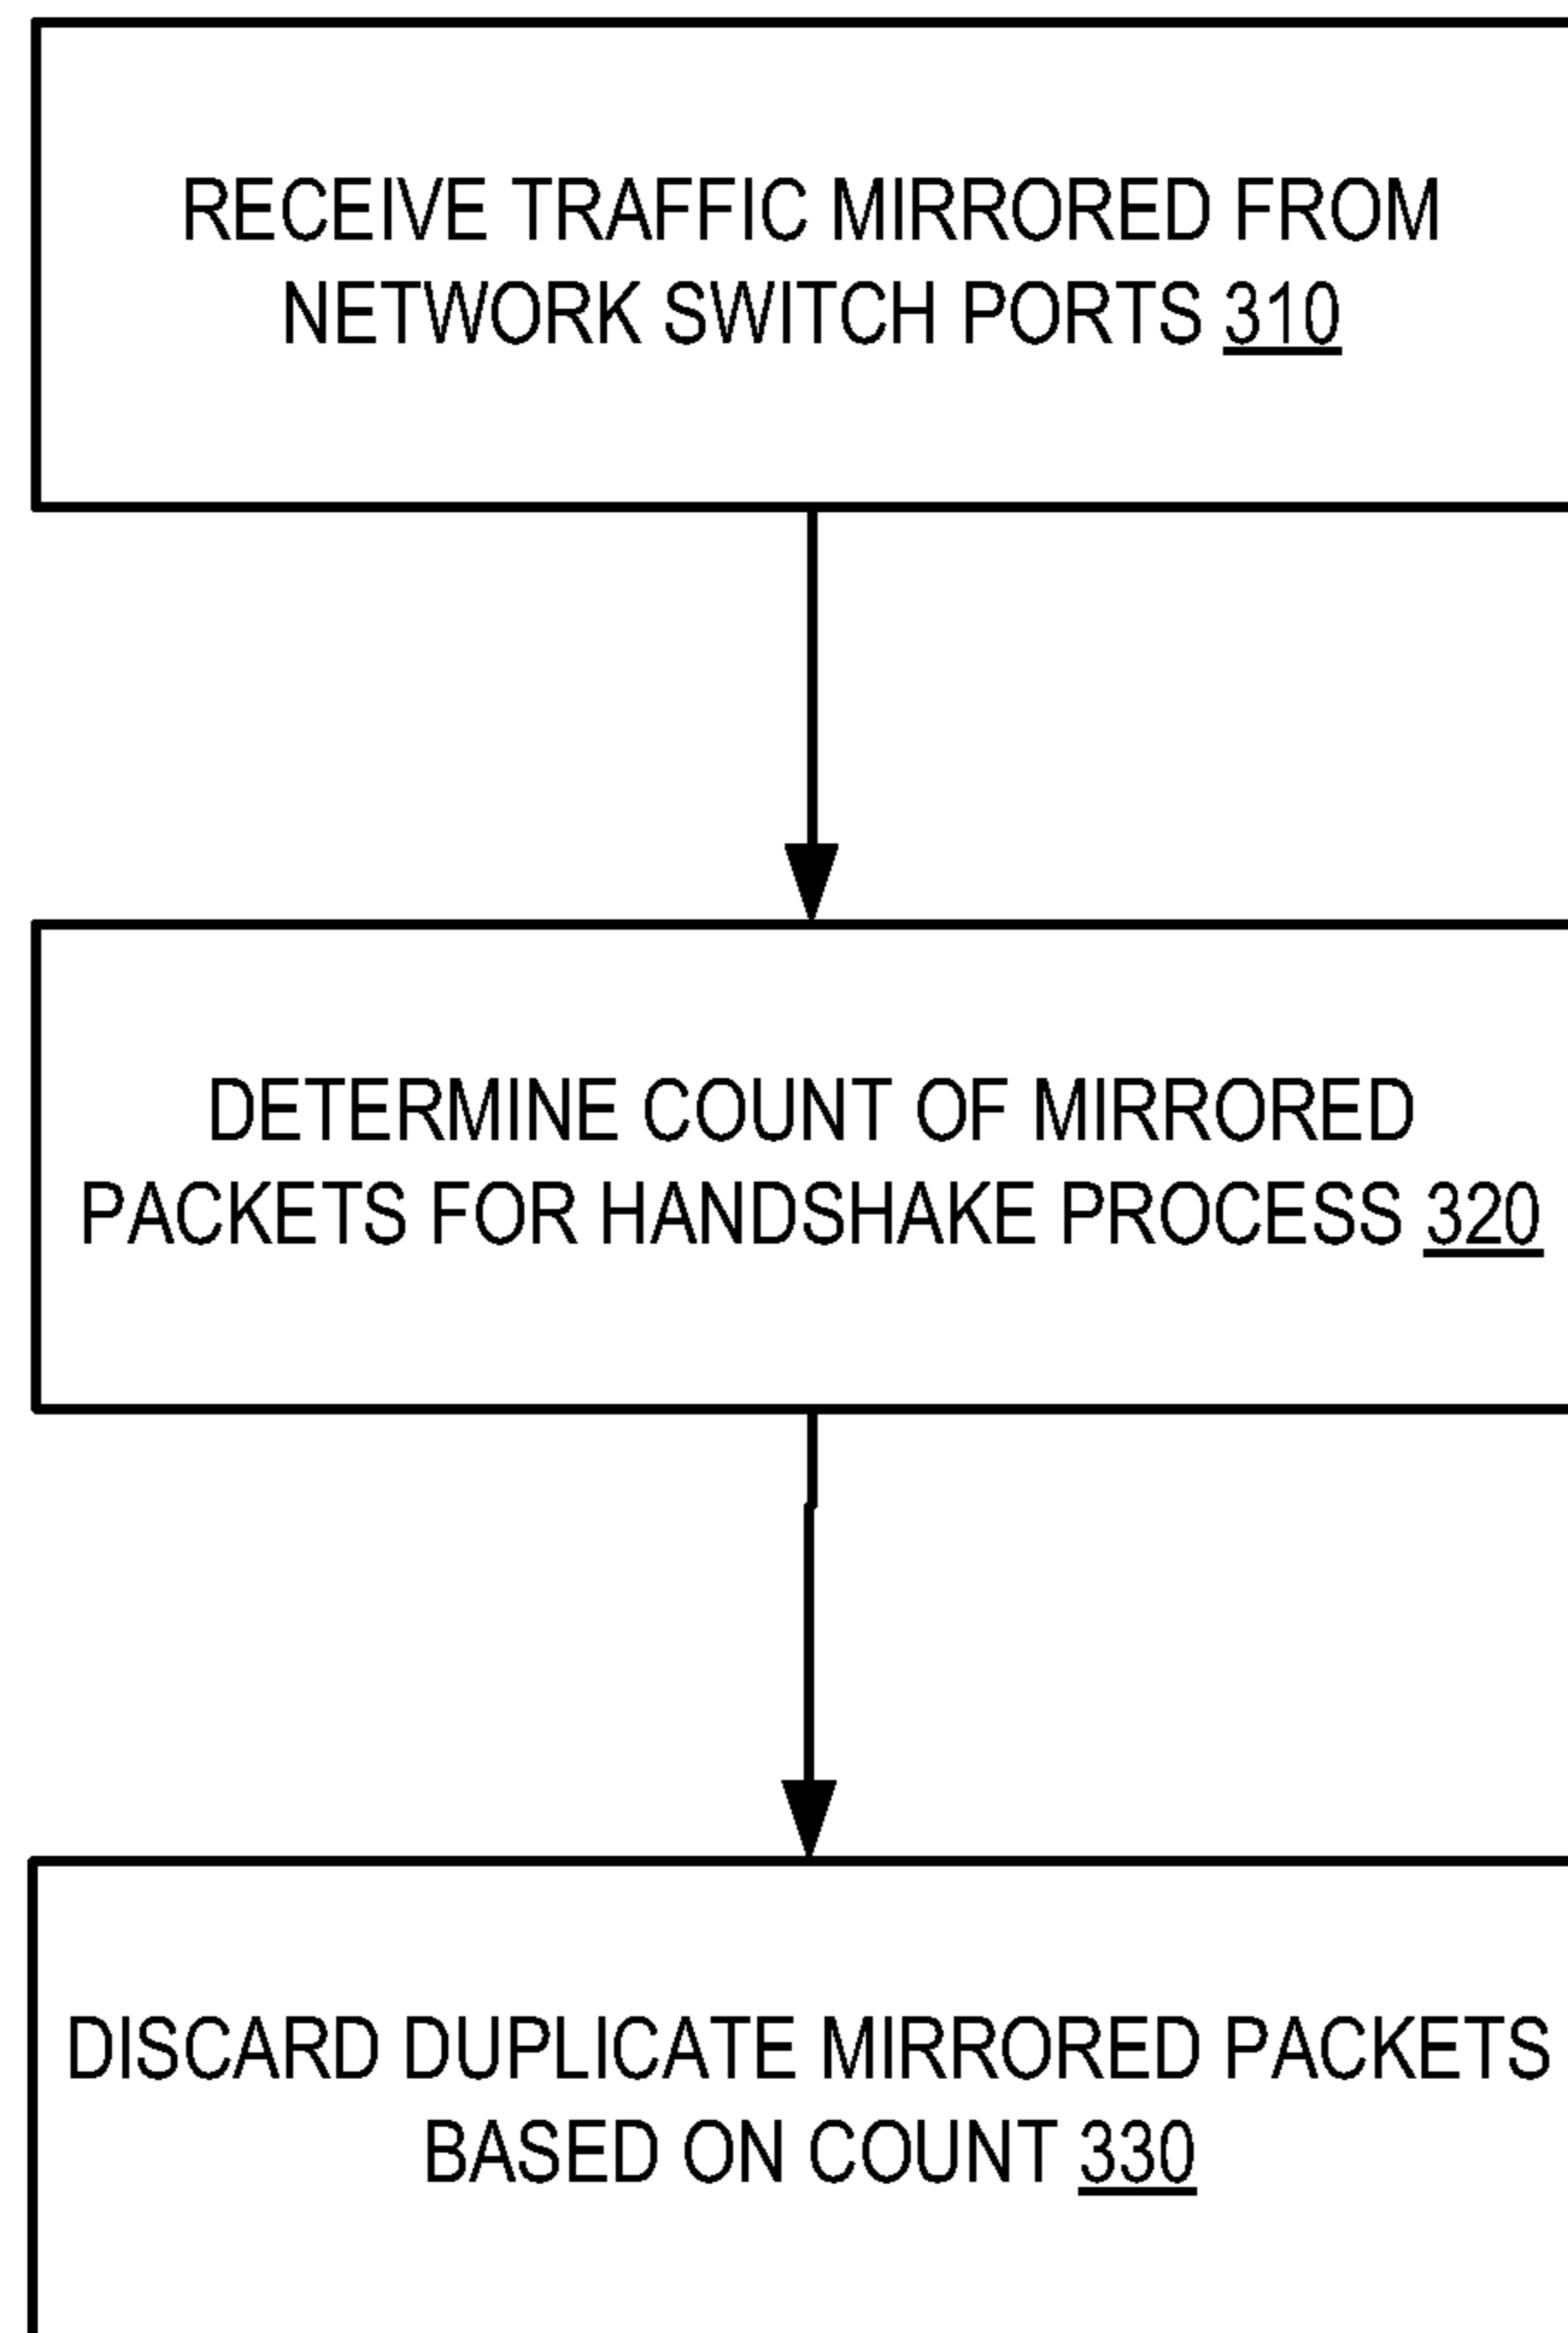 RECEIVE TRAFFIC MIRRORED FROM
NETWORK SWITCH PORTS 310
DETERMINE COUNT OF MIRRORED
PACKETS FOR HANDSHAKE PROCESS 320
DISCARD DUPLICATE MIRRORED PACKETS
BASED ON COUNT 330